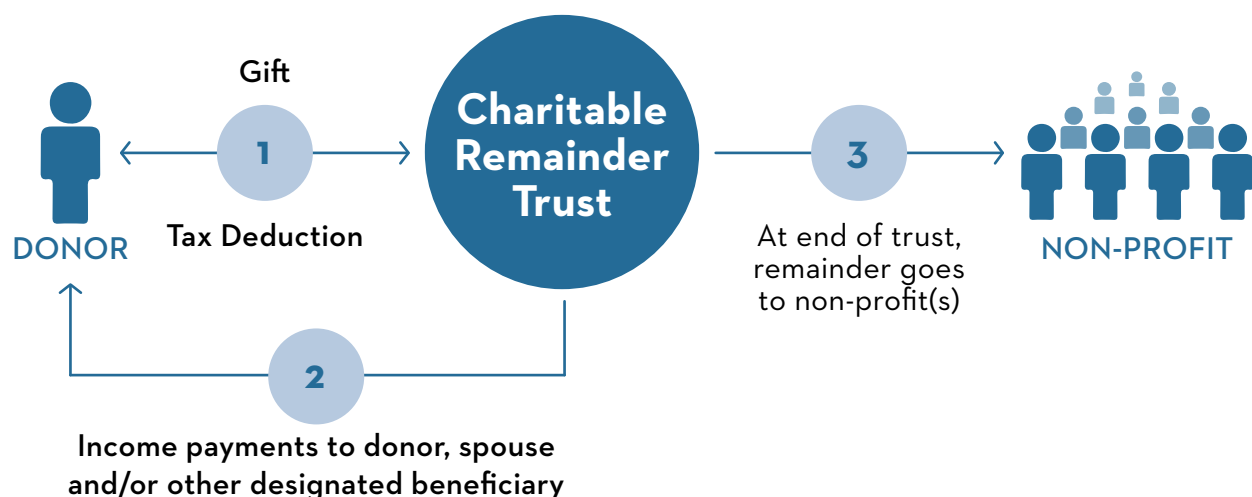 Gift
1
Tax Deduction
DONOR
Charitable
Remainder
Trust
3
At end of trust,
remainder goes
to non-profit(s)
NON-PROFIT
2
Income payments to donor, spouse
and/or other designated beneficiary